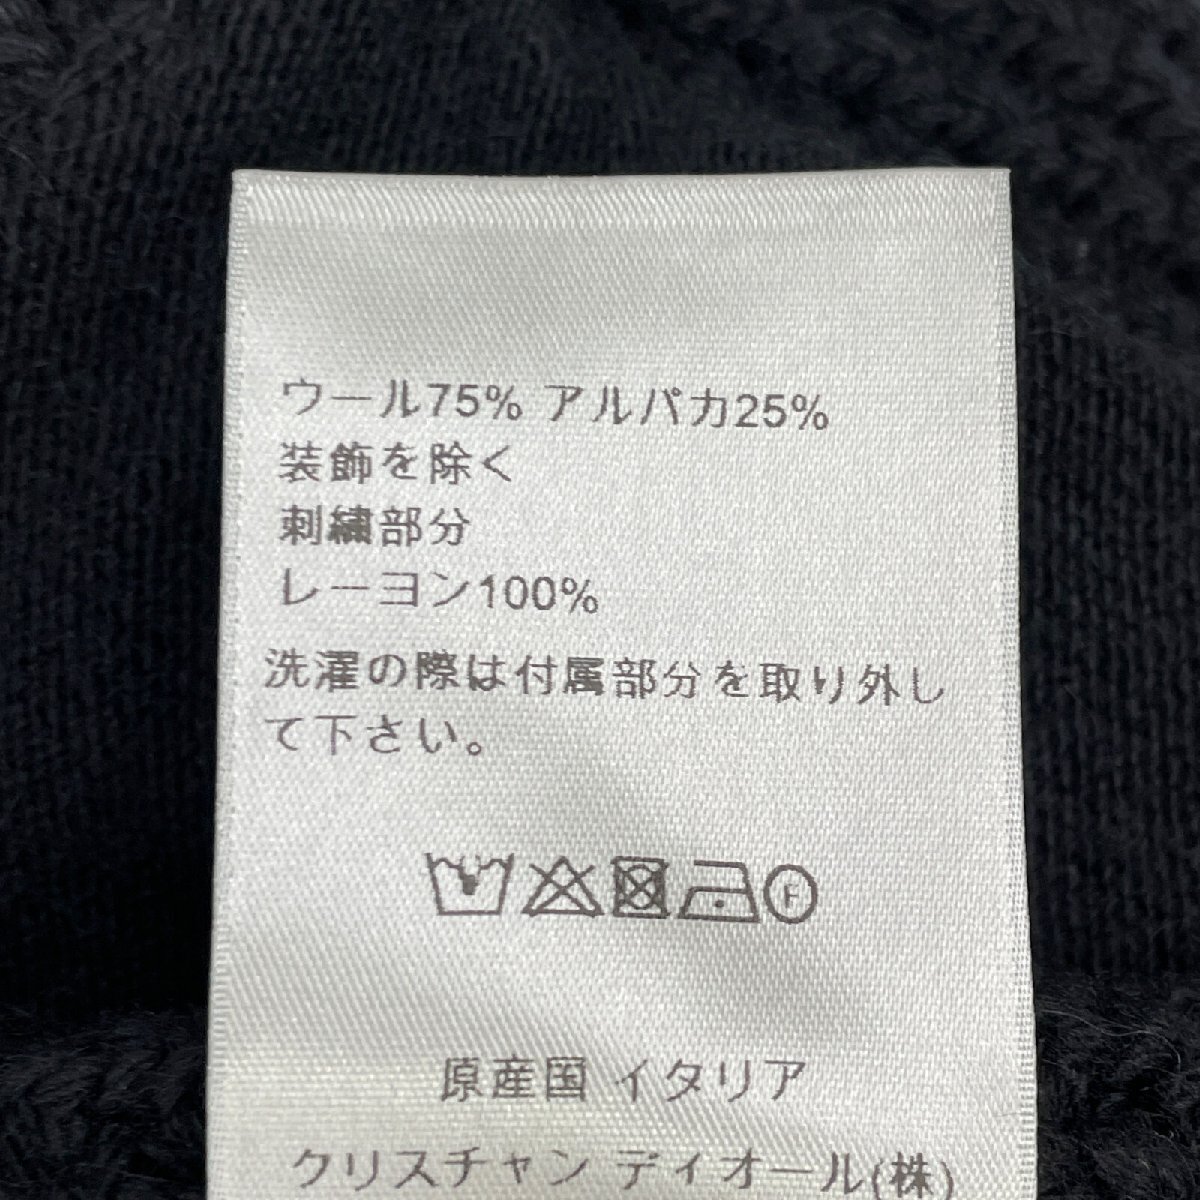 ウール75% アルパカ25%
装飾を除く
刺繍部分
レーヨン100%
洗濯の際は付属部分を取り外し
て下さい。
F
原産国 イタリア
クリスチャン ディオール(株)